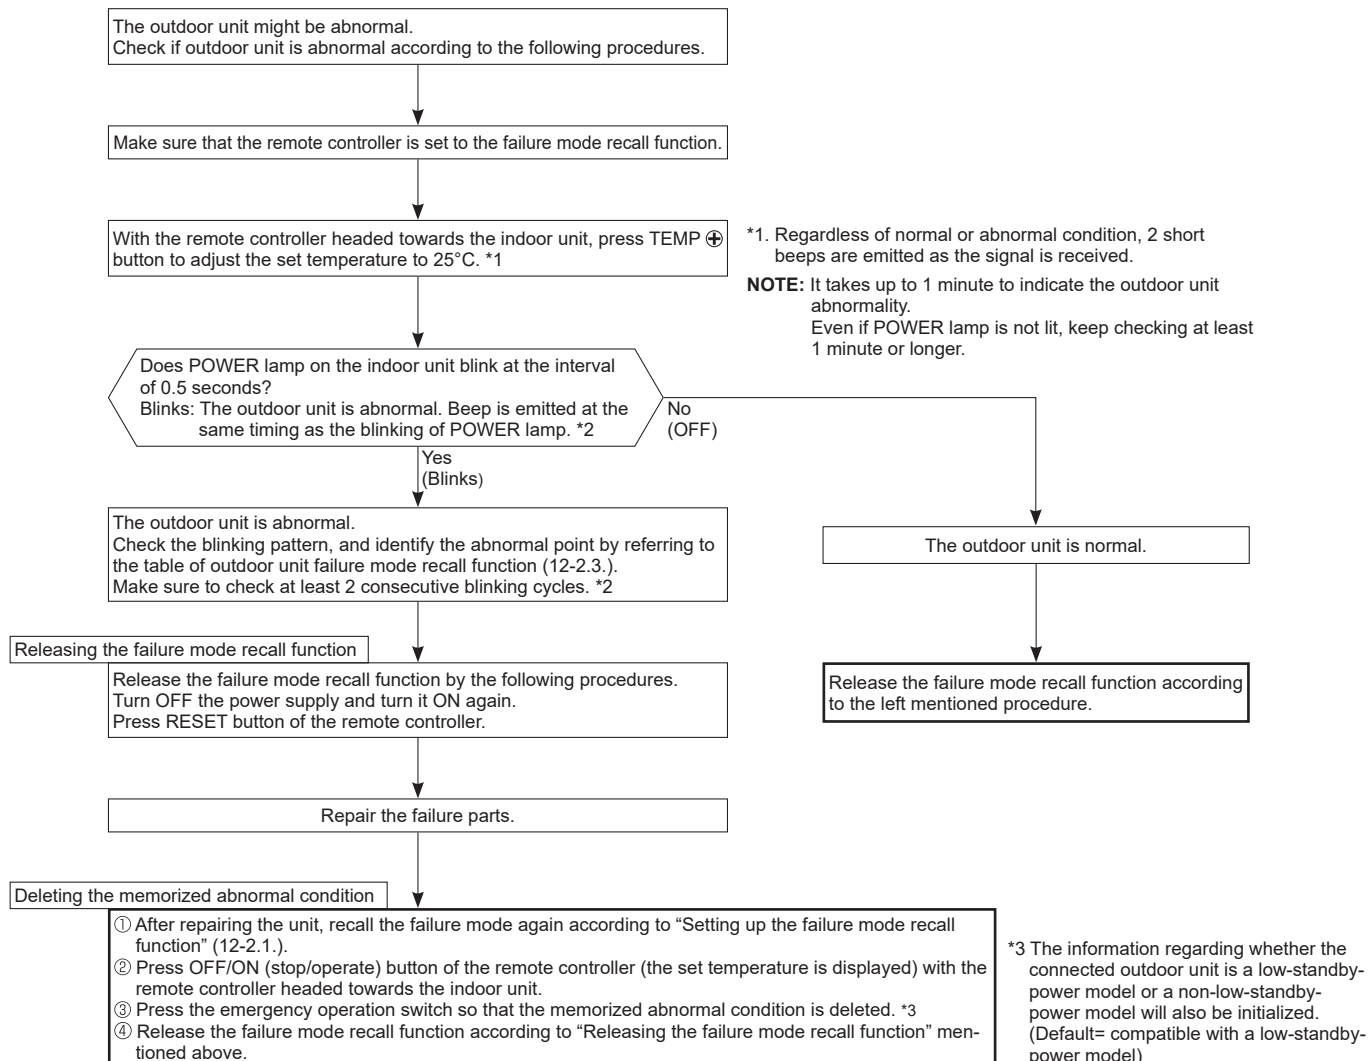 The outdoor unit might be abnormal.
Check if outdoor unit is abnormal according to the following procedures.
Make sure that the remote controller is set to the failure mode recall function.
With the remote controller headed towards the indoor unit, press TEMP ⊕
button to adjust the set temperature to 25°C. *1
*1. Regardless of normal or abnormal condition, 2 short
beeps are emitted as the signal is received.
NOTE: It takes up to 1 minute to indicate the outdoor unit
abnormality.
Even if POWER lamp is not lit, keep checking at least
1 minute or longer.
Does POWER lamp on the indoor unit blink at the interval
of 0.5 seconds?
Blinks: The outdoor unit is abnormal. Beep is emitted at the
same timing as the blinking of POWER lamp. *2
No
(OFF)
Yes
(Blinks)
The outdoor unit is abnormal.
Check the blinking pattern, and identify the abnormal point by referring to
the table of outdoor unit failure mode recall function (12-2.3.).
Make sure to check at least 2 consecutive blinking cycles. *2
The outdoor unit is normal.
Releasing the failure mode recall function
Release the failure mode recall function by the following procedures.
Turn OFF the power supply and turn it ON again.
Press RESET button of the remote controller.
Release the failure mode recall function according
to the left mentioned procedure.
Repair the failure parts.
Deleting the memorized abnormal condition
① After repairing the unit, recall the failure mode again according to “Setting up the failure mode recall
function” (12-2.1.).
② Press OFF/ON (stop/operate) button of the remote controller (the set temperature is displayed) with the
remote controller headed towards the indoor unit.
③ Press the emergency operation switch so that the memorized abnormal condition is deleted. *3
④ Release the failure mode recall function according to “Releasing the failure mode recall function” men-
tioned above.
*3 The information regarding whether the
connected outdoor unit is a low-standby-
power model or a non-low-standby-
power model will also be initialized.
(Default= compatible with a low-standby-
power model)